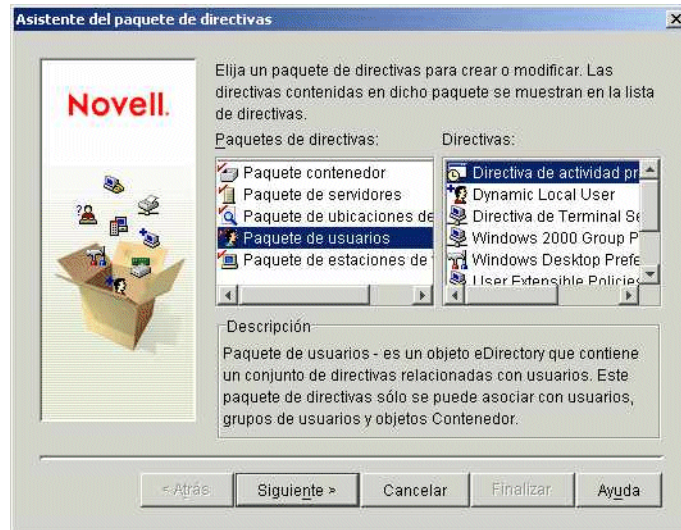 Asistente del paquete de directivas
Novell.
Elija un paquete de directivas para crear o modificar. Las
directivas contenidas en dicho paquete se muestran en la lista
de directivas.
Paquetes de directivas:
Paquete contenedor
Paquete de servidores
Paquete de ubicaciones de
Paquete de usuarios
Paquete de estaciones de
Directivas:
Directiva de actividad pr
Dynamic Local User
Directiva de Terminal Se
Windows 2000 Group P
Windows Desktop Prefe
User Extensible Policies
Descripción
Paquete de usuarios - es un objeto eDirectory que contiene
un conjunto de directivas relacionadas con usuarios. Este
paquete de directivas sólo se puede asociar con usuarios,
grupos de usuarios y objetos Contenedor.
< Atrás
Siguiente >
Cancelar
Finalizar
Ayuda